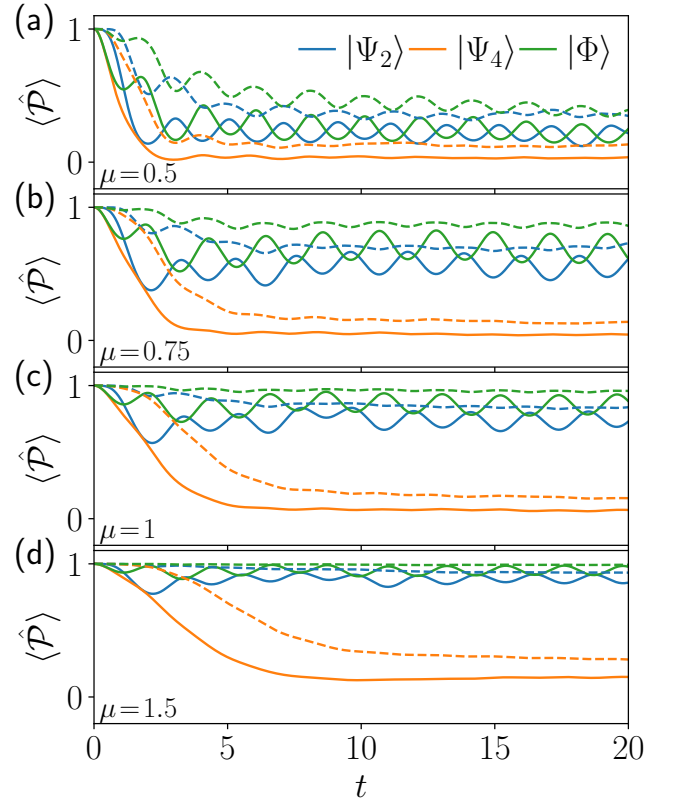 (a)
1
|Ψ₂⟩ |Ψ₄⟩ |Φ⟩
⟨𝒫̂⟩
0
μ=0.5
(b)
1
⟨𝒫̂⟩
0
μ=0.75
(c)
1
⟨𝒫̂⟩
0
μ=1
(d)
1
⟨𝒫̂⟩
0
μ=1.5
0 5 10 15 20
t